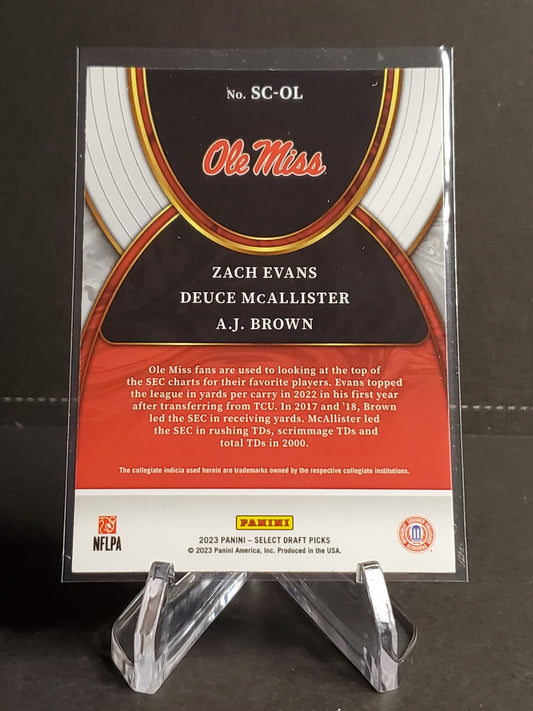 No. SC-OL
Ole Miss
ZACH EVANS
DEUCE McALLISTER
A.J. BROWN
Ole Miss fans are used to looking at the top of
the SEC charts for their favorite players. Evans topped
the league in yards per carry in 2022 in his first year
after transferring from TCU. In 2017 and '18, Brown
led the SEC in receiving yards. McAllister led
the SEC in rushing TDs, scrimmage TDs and
total TDs in 2000.
The collegiate indicia used herein are trademarks owned by the respective collegiate institutions.
NFLPA
PANINI
2023 PANINI – SELECT DRAFT PICKS
© 2023 Panini America, Inc. Produced in the USA.